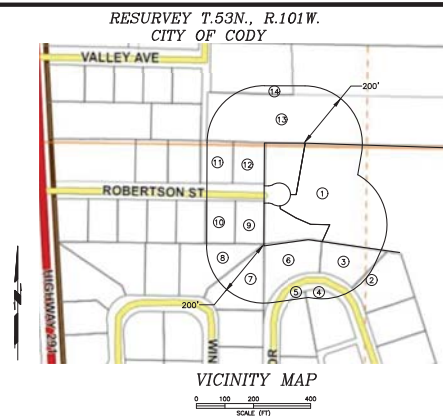 RESURVEY T.53N., R.101W.
CITY OF CODY
VALLEY AVE
14
200'
13
11
12
ROBERTSON ST
1
10
9
8
6
3
7
2
5
4
200'
HIGHWAY 291
WIN
N
VICINITY MAP
0 100 200 400
SCALE (FT)